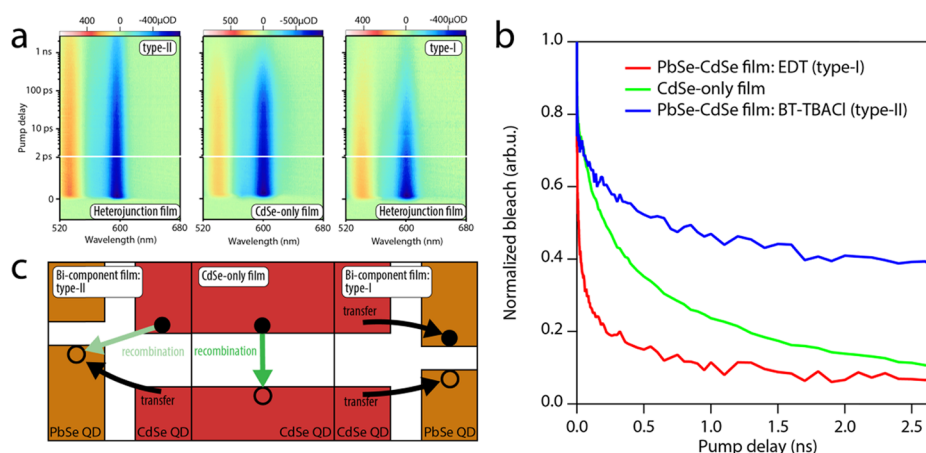 a
400 0 -400μOD
500 0 -500μOD
400 0 -400μOD
type-II
type-I
1 ns
100 ps
10 ps
2 ps
0
Pump delay
Heterojunction film
CdSe-only film
Heterojunction film
520 600 680
520 600 680
520 600 680
Wavelength (nm)
Wavelength (nm)
Wavelength (nm)
b
PbSe-CdSe film: EDT (type-I)
CdSe-only film
PbSe-CdSe film: BT-TBACl (type-II)
1.0
0.8
0.6
0.4
0.2
0.0
Normalized bleach (arb.u.)
0.0 0.5 1.0 1.5 2.0 2.5
Pump delay (ns)
c
Bi-component film:
type-II
CdSe-only film
Bi-component film:
type-I
transfer
recombination
recombination
transfer
transfer
PbSe QD
CdSe QD
CdSe QD
CdSe QD
PbSe QD